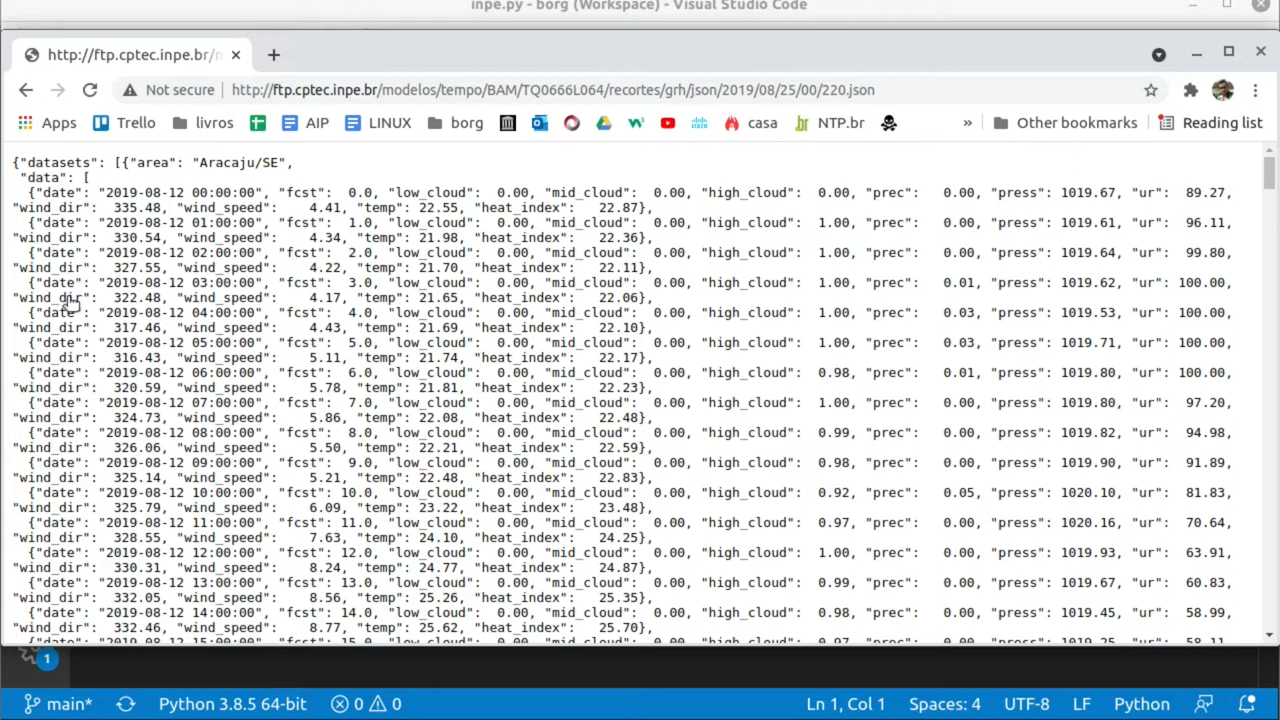 inpe.py - borg (Workspace) - Visual Studio Code
http://ftp.cptec.inpe.br/
Not secure http://ftp.cptec.inpe.br/modelos/tempo/BAM/TQ0666L064/recortes/grh/json/2019/08/25/00/220.json
Apps Trello livros AIP LINUX borg casa NTP.br » Other bookmarks Reading list
{"datasets": [{"area": "Aracaju/SE",
"data": [
{"date": "2019-08-12 00:00:00", "fcst": 0.0, "low_cloud": 0.00, "mid_cloud": 0.00, "high_cloud": 0.00, "prec": 0.00, "press": 1019.67, "ur": 89.27,
"wind_dir": 335.48, "wind_speed": 4.41, "temp": 22.55, "heat_index": 22.87},
{"date": "2019-08-12 01:00:00", "fcst": 1.0, "low_cloud": 0.00, "mid_cloud": 0.00, "high_cloud": 1.00, "prec": 0.00, "press": 1019.61, "ur": 96.11,
"wind_dir": 330.54, "wind_speed": 4.34, "temp": 21.98, "heat_index": 22.36},
{"date": "2019-08-12 02:00:00", "fcst": 2.0, "low_cloud": 0.00, "mid_cloud": 0.00, "high_cloud": 1.00, "prec": 0.00, "press": 1019.64, "ur": 99.80,
"wind_dir": 327.55, "wind_speed": 4.22, "temp": 21.70, "heat_index": 22.11},
{"date": "2019-08-12 03:00:00", "fcst": 3.0, "low_cloud": 0.00, "mid_cloud": 0.00, "high_cloud": 1.00, "prec": 0.01, "press": 1019.62, "ur": 100.00,
"wind_dir": 322.48, "wind_speed": 4.17, "temp": 21.65, "heat_index": 22.06},
{"date": "2019-08-12 04:00:00", "fcst": 4.0, "low_cloud": 0.00, "mid_cloud": 0.00, "high_cloud": 1.00, "prec": 0.03, "press": 1019.53, "ur": 100.00,
"wind_dir": 317.46, "wind_speed": 4.43, "temp": 21.69, "heat_index": 22.10},
{"date": "2019-08-12 05:00:00", "fcst": 5.0, "low_cloud": 0.00, "mid_cloud": 0.00, "high_cloud": 1.00, "prec": 0.03, "press": 1019.71, "ur": 100.00,
"wind_dir": 316.43, "wind_speed": 5.11, "temp": 21.74, "heat_index": 22.17},
{"date": "2019-08-12 06:00:00", "fcst": 6.0, "low_cloud": 0.00, "mid_cloud": 0.00, "high_cloud": 0.98, "prec": 0.01, "press": 1019.80, "ur": 100.00,
"wind_dir": 320.59, "wind_speed": 5.78, "temp": 21.81, "heat_index": 22.23},
{"date": "2019-08-12 07:00:00", "fcst": 7.0, "low_cloud": 0.00, "mid_cloud": 0.00, "high_cloud": 1.00, "prec": 0.00, "press": 1019.80, "ur": 97.20,
"wind_dir": 324.73, "wind_speed": 5.86, "temp": 22.08, "heat_index": 22.48},
{"date": "2019-08-12 08:00:00", "fcst": 8.0, "low_cloud": 0.00, "mid_cloud": 0.00, "high_cloud": 0.99, "prec": 0.00, "press": 1019.82, "ur": 94.98,
"wind_dir": 326.06, "wind_speed": 5.50, "temp": 22.21, "heat_index": 22.59},
{"date": "2019-08-12 09:00:00", "fcst": 9.0, "low_cloud": 0.00, "mid_cloud": 0.00, "high_cloud": 0.98, "prec": 0.00, "press": 1019.90, "ur": 91.89,
"wind_dir": 325.14, "wind_speed": 5.21, "temp": 22.48, "heat_index": 22.83},
{"date": "2019-08-12 10:00:00", "fcst": 10.0, "low_cloud": 0.00, "mid_cloud": 0.00, "high_cloud": 0.92, "prec": 0.05, "press": 1020.10, "ur": 81.83,
"wind_dir": 325.79, "wind_speed": 6.09, "temp": 23.22, "heat_index": 23.48},
{"date": "2019-08-12 11:00:00", "fcst": 11.0, "low_cloud": 0.00, "mid_cloud": 0.00, "high_cloud": 0.97, "prec": 0.00, "press": 1020.16, "ur": 70.64,
"wind_dir": 328.55, "wind_speed": 7.63, "temp": 24.10, "heat_index": 24.25},
{"date": "2019-08-12 12:00:00", "fcst": 12.0, "low_cloud": 0.00, "mid_cloud": 0.00, "high_cloud": 1.00, "prec": 0.00, "press": 1019.93, "ur": 63.91,
"wind_dir": 330.31, "wind_speed": 8.24, "temp": 24.77, "heat_index": 24.87},
{"date": "2019-08-12 13:00:00", "fcst": 13.0, "low_cloud": 0.00, "mid_cloud": 0.00, "high_cloud": 0.99, "prec": 0.00, "press": 1019.67, "ur": 60.83,
"wind_dir": 332.05, "wind_speed": 8.56, "temp": 25.26, "heat_index": 25.35},
{"date": "2019-08-12 14:00:00", "fcst": 14.0, "low_cloud": 0.00, "mid_cloud": 0.00, "high_cloud": 0.98, "prec": 0.00, "press": 1019.45, "ur": 58.99,
"wind_dir": 332.46, "wind_speed": 8.77, "temp": 25.62, "heat_index": 25.70},
{"date": "2019-08-12 15:00:00", "fcst": 15.0, "low_cloud": 0.00, "mid_cloud": 0.00, "high_cloud": 0.97, "prec": 0.00, "press": 1019.25, "ur": 58.11,
1
main* Python 3.8.5 64-bit 0 0 Ln 1, Col 1 Spaces: 4 UTF-8 LF Python